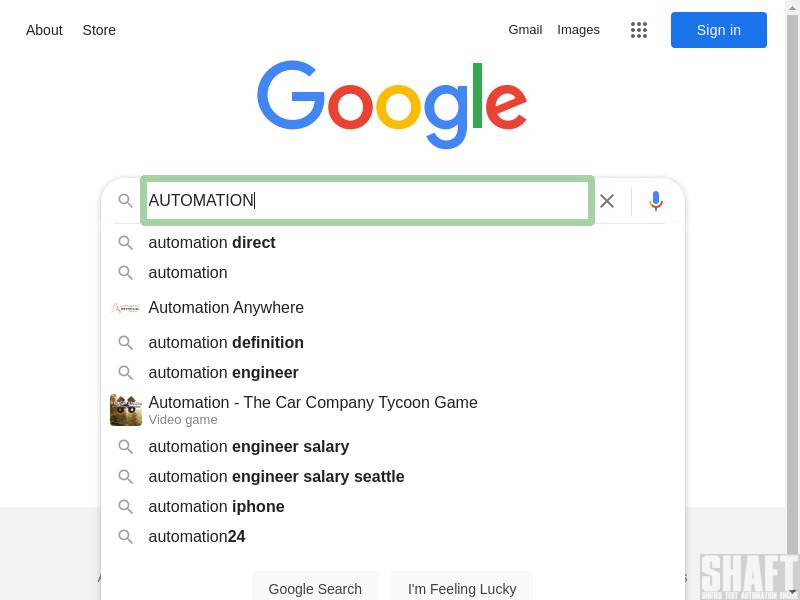 About Store Gmail Images Sign in
Google
AUTOMATION
automation direct
automation
Automation Anywhere
automation definition
automation engineer
Automation - The Car Company Tycoon Game
Video game
automation engineer salary
automation engineer salary seattle
automation iphone
automation24
Google Search I'm Feeling Lucky
SHAFT